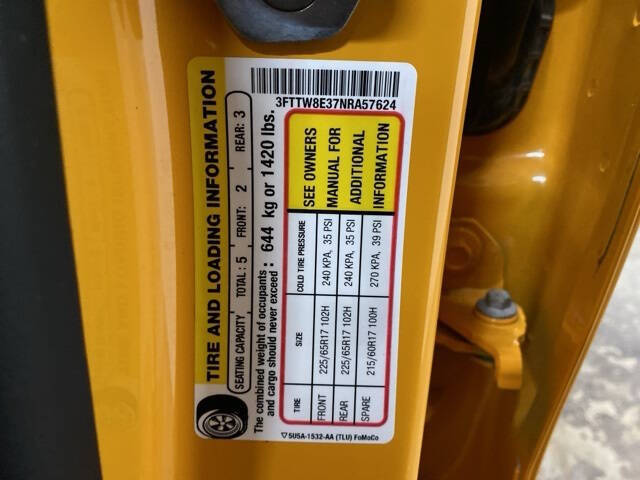 3FTTW8E37NRA57624
TIRE AND LOADING INFORMATION
SEATING CAPACITY TOTAL : 5 FRONT: 2 REAR: 3
The combined weight of occupants
and cargo should never exceed : 644 kg or 1420 lbs.
TIRE SIZE COLD TIRE PRESSURE SEE OWNERS
MANUAL FOR
ADDITIONAL
INFORMATION
FRONT 225/65R17 102H 240 KPA, 35 PSI
REAR 225/65R17 102H 240 KPA, 35 PSI
SPARE 215/60R17 100H 270 KPA, 39 PSI
▽5U5A-1532-AA (TLU) FoMoCo